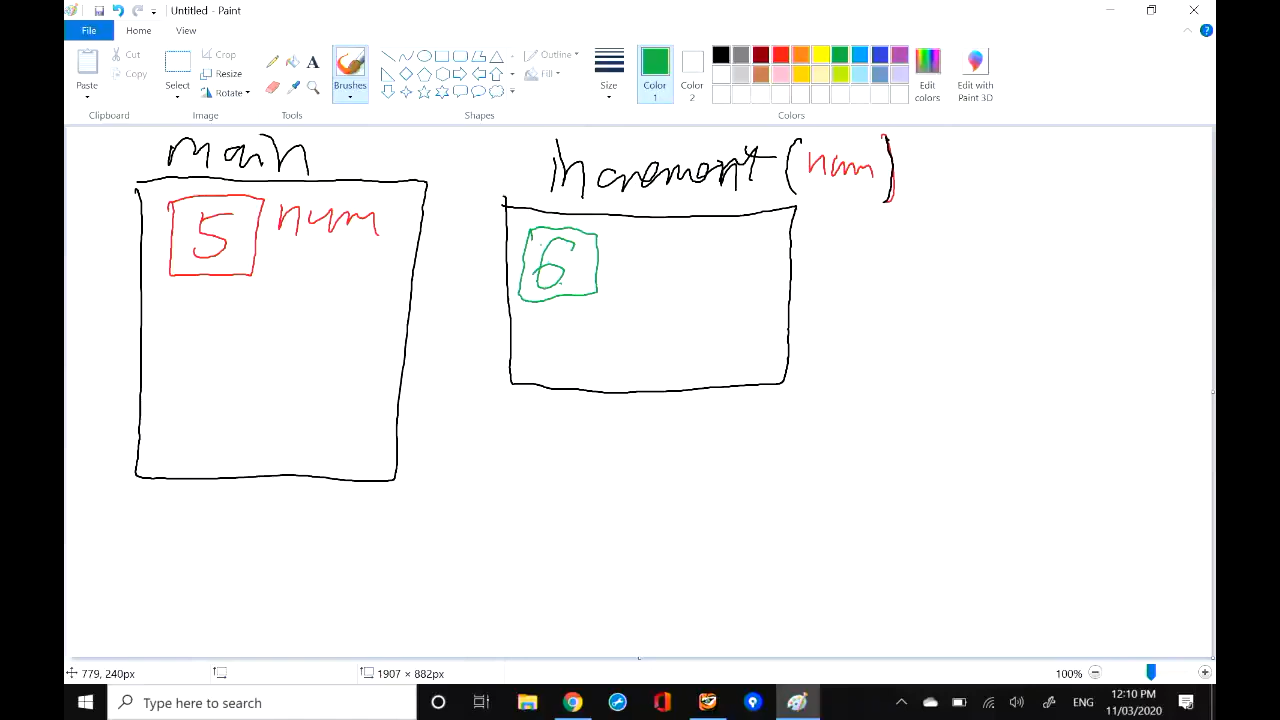 Untitled - Paint
File Home View
Paste
Cut
Copy
Clipboard
Select
Crop
Resize
Rotate
Image
A
Tools
Brushes
Outline
Fill
Shapes
Size
Color 1
Color 2
Edit colors
Edit with Paint 3D
Colors
main
5 num
increment (num)
6
779, 240px
1907 × 882px
100%
Type here to search
ENG
12:10 PM
11/03/2020